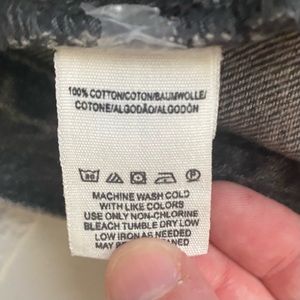 100% COTTON/COTON/BAUMWOLLE/
COTONE/ALGODÃO/ALGODÓN
MACHINE WASH COLD
WITH LIKE COLORS
USE ONLY NON-CHLORINE
BLEACH TUMBLE DRY LOW
LOW IRON AS NEEDED
MAY BE